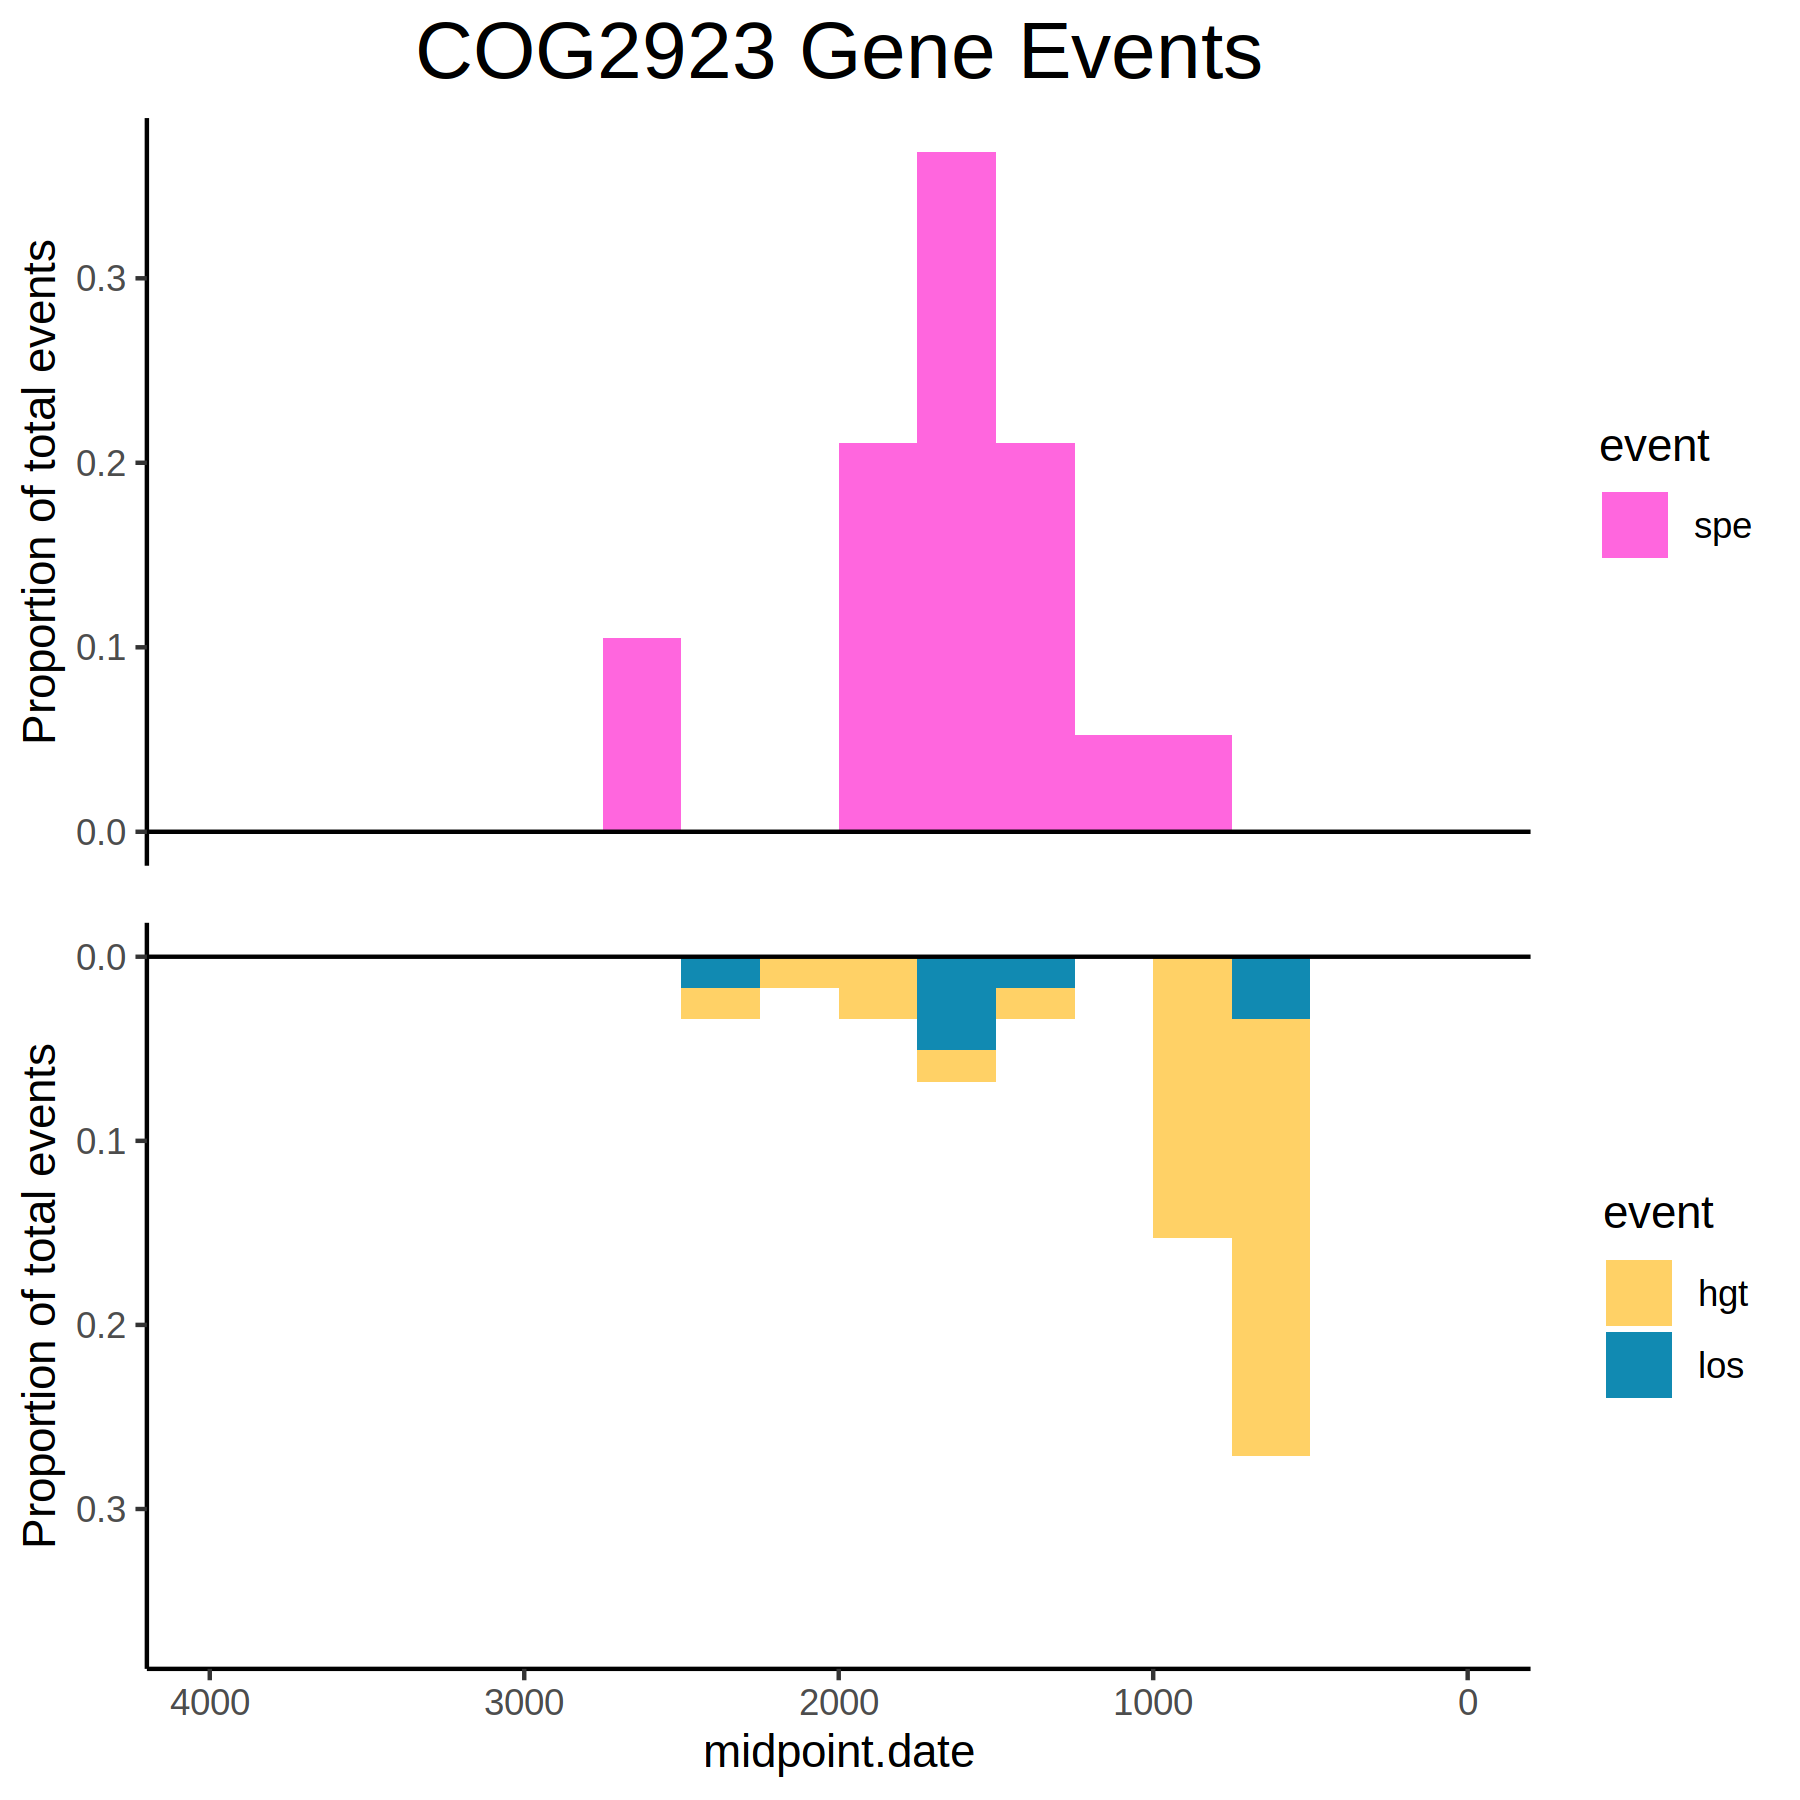 COG2923 Gene Events
Proportion of total events
0.3
0.2
0.1
0.0
event
spe
Proportion of total events
0.0
0.1
0.2
0.3
event
hgt
los
4000 3000 2000 1000 0
midpoint.date